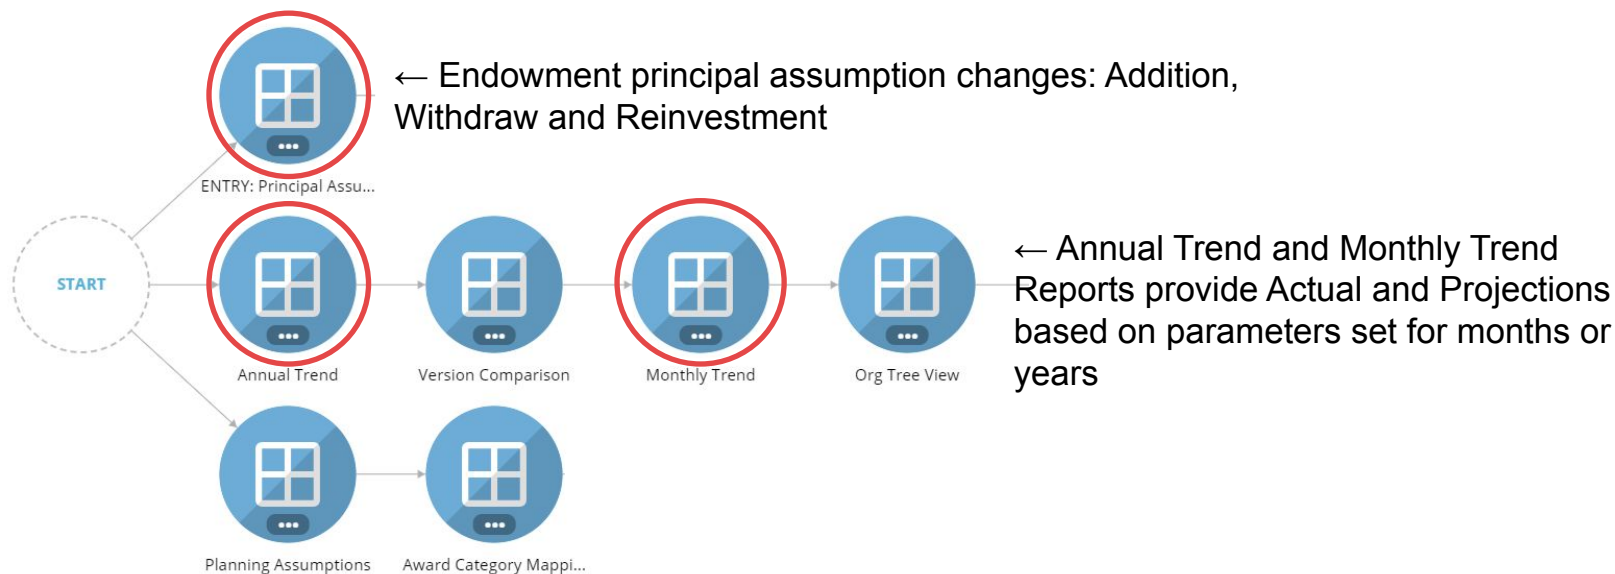 ← Endowment principal assumption changes: Addition,
Withdraw and Reinvestment
ENTRY: Principal Assu...
START
← Annual Trend and Monthly Trend
Reports provide Actual and Projections
based on parameters set for months or
years
Annual Trend
Version Comparison
Monthly Trend
Org Tree View
Planning Assumptions
Award Category Mappi...